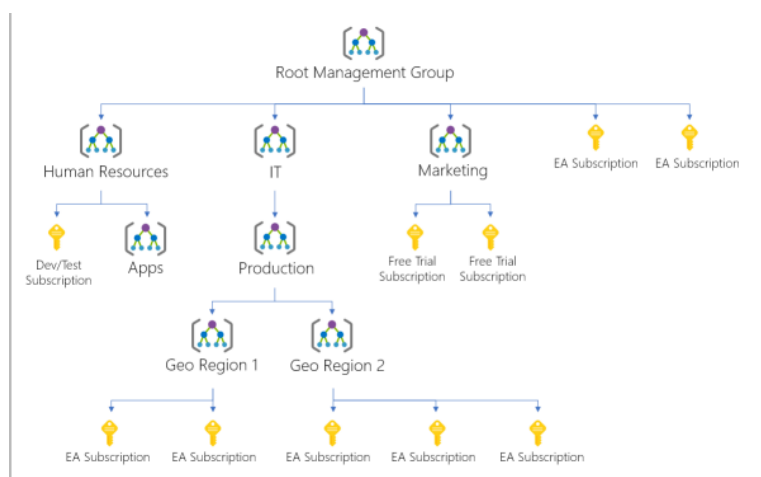 Root Management Group
Human Resources
IT
Marketing
EA Subscription
EA Subscription
Dev/Test
Subscription
Apps
Production
Free Trial
Subscription
Free Trial
Subscription
Geo Region 1
Geo Region 2
EA Subscription
EA Subscription
EA Subscription
EA Subscription
EA Subscription